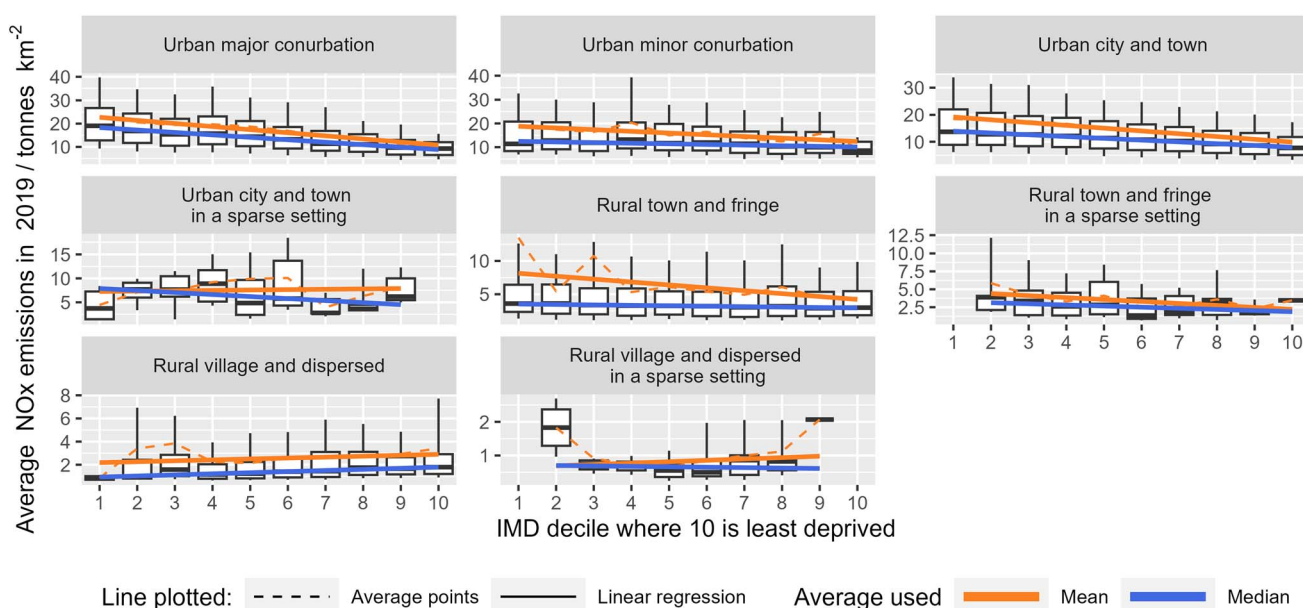 Urban major conurbation
Urban minor conurbation
Urban city and town
40
30
20
10
40
30
20
10
30
20
10
Urban city and town
in a sparse setting
Rural town and fringe
Rural town and fringe
in a sparse setting
15
10
5
10
5
12.5
10.0
7.5
5.0
2.5
1 2 3 4 5 6 7 8 9 10
Rural village and dispersed
Rural village and dispersed
in a sparse setting
8
6
4
2
2
1
1 2 3 4 5 6 7 8 9 10
1 2 3 4 5 6 7 8 9 10
Average NOx emissions in 2019 / tonnes km⁻²
IMD decile where 10 is least deprived
Line plotted: Average points Linear regression Average used Mean Median